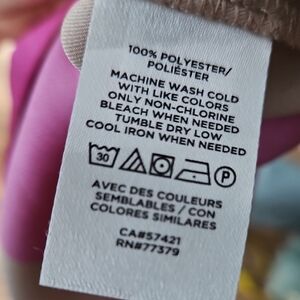 100% POLYESTER/
POLIÉSTER
MACHINE WASH COLD
WITH LIKE COLORS
ONLY NON-CHLORINE
BLEACH WHEN NEEDED
TUMBLE DRY LOW
COOL IRON WHEN NEEDED
30 P
AVEC DES COULEURS
SEMBLABLES / CON
COLORES SIMILARES
CA#57421
RN#77379